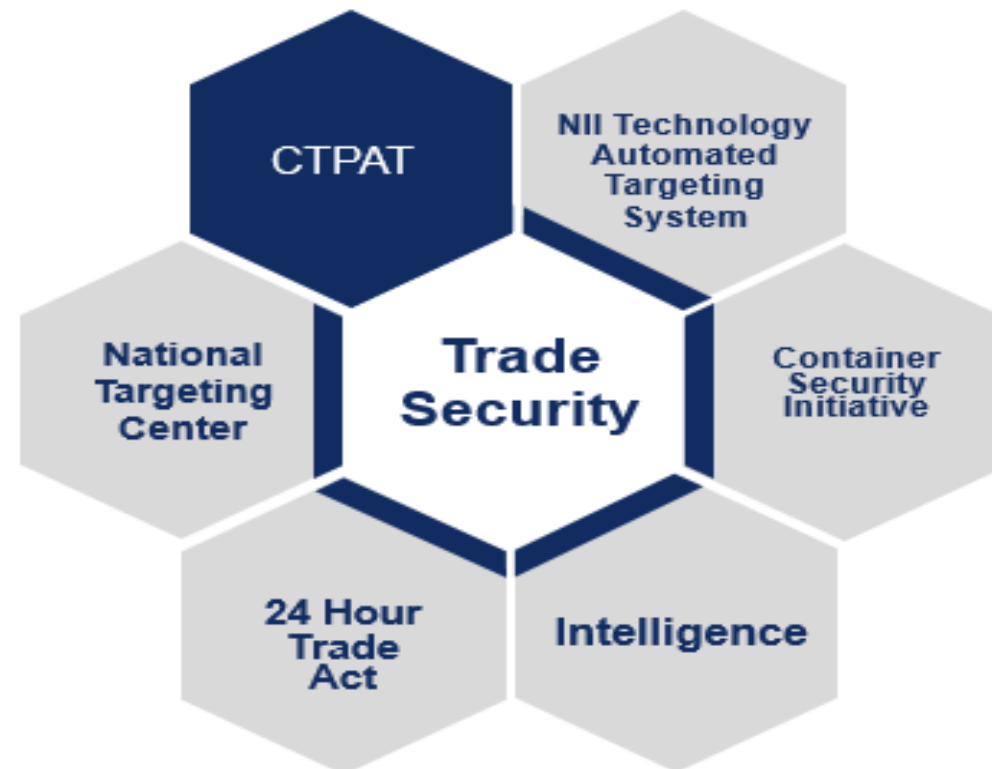 CTPAT
NII Technology
Automated
Targeting
System
National
Targeting
Center
Trade
Security
Container
Security
Initiative
24 Hour
Trade
Act
Intelligence